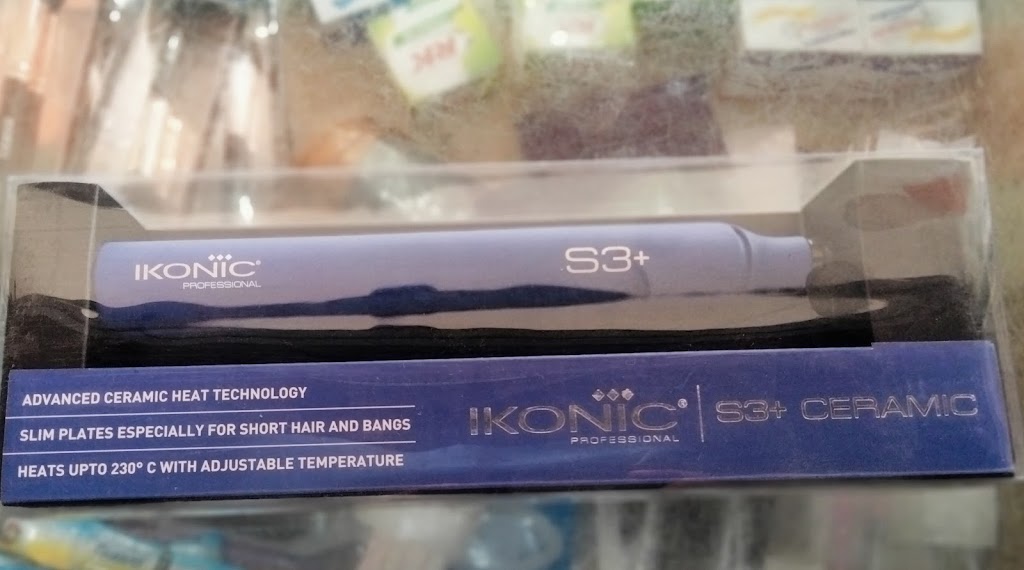 IKONIC®
PROFESSIONAL
S3+
ADVANCED CERAMIC HEAT TECHNOLOGY
SLIM PLATES ESPECIALLY FOR SHORT HAIR AND BANGS
HEATS UPTO 230° C WITH ADJUSTABLE TEMPERATURE
IKONIC®
PROFESSIONAL
S3+ CERAMIC